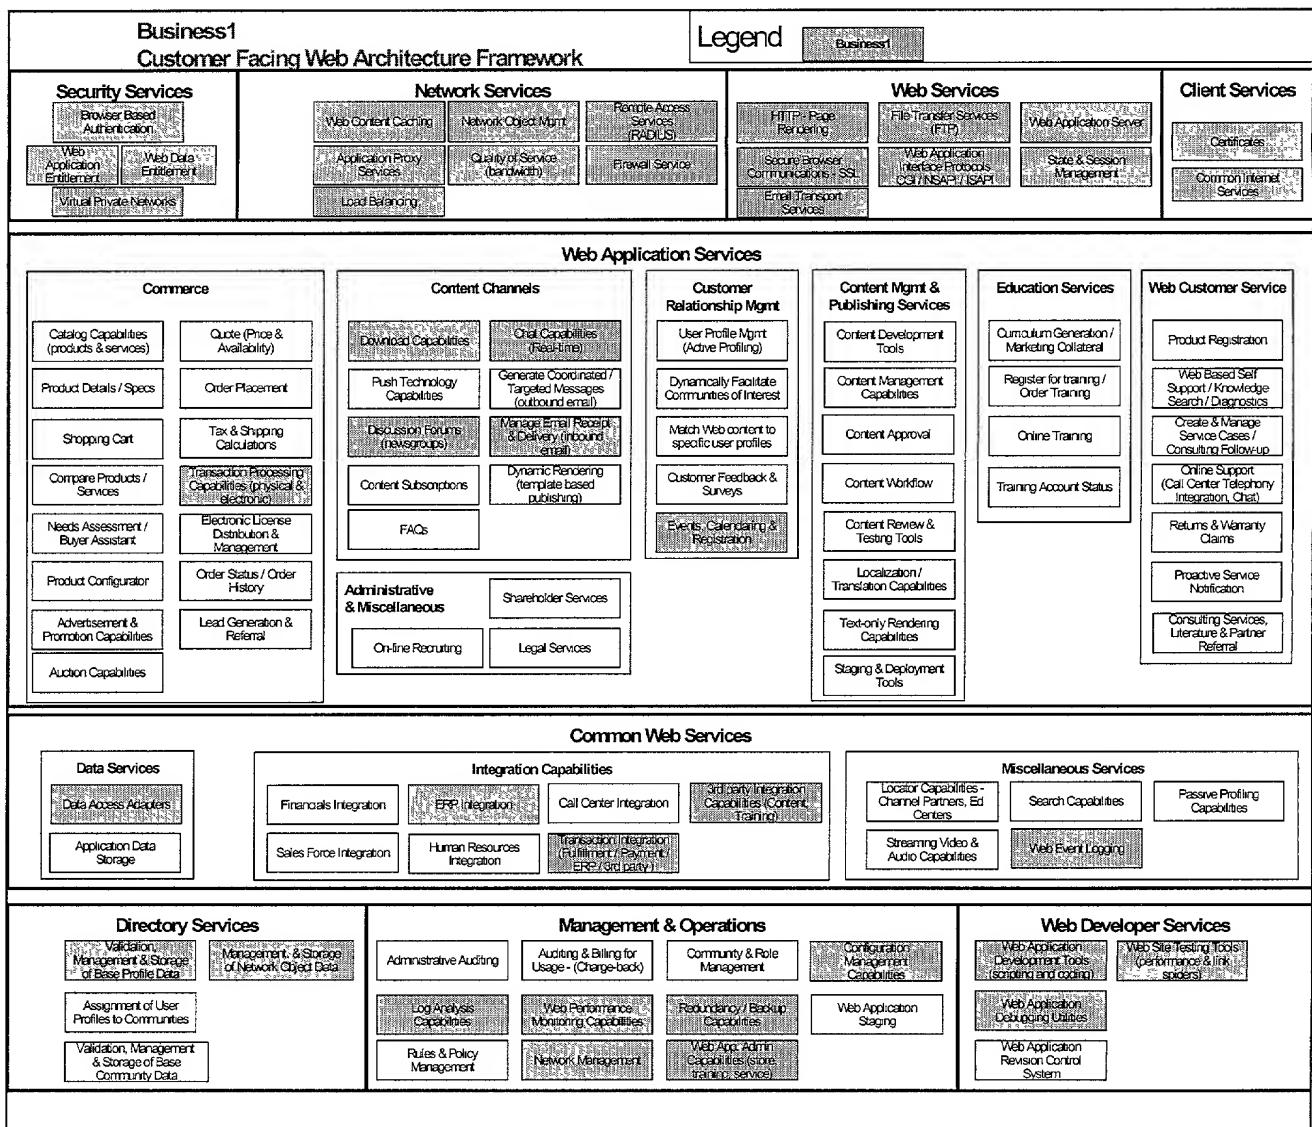 Business1
Customer Facing Web Architecture Framework
Legend
Business1
Security Services
Browser Based
Authentication
Web
Application
Entitlement
Web Data
Entitlement
Virtual Private Networks
Network Services
Web Content Caching
Network Object Mgmt
Remote Access
Services
(RADIUS)
Application Proxy
Services
Quality of Service
(bandwidth)
Firewall Service
Load Balancing
Web Services
HTTP - Page
Rendering
File Transfer Services
(FTP)
Web Application Server
Secure Browser
Communications - SSL
Web Application
Interface Protocols
CGI / NSAPI / ISAPI
State & Session
Management
Email Transport
Services
Client Services
Certificates
Common Internet
Services
Web Application Services
Commerce
Catalog Capabilities
(products & services)
Quote (Price &
Availability)
Product Details / Specs
Order Placement
Shopping Cart
Tax & Shipping
Calculations
Compare Products /
Services
Transaction Processing
Capabilities (physical &
electronic)
Needs Assessment /
Buyer Assistant
Electronic License
Distribution &
Management
Product Configurator
Order Status / Order
History
Advertisement &
Promotion Capabilities
Lead Generation &
Referral
Auction Capabilities
Content Channels
Download Capabilities
Chat Capabilities
(Real-time)
Push Technology
Capabilities
Generate Coordinated /
Targeted Messages
(outbound email)
Discussion Forums
(newsgroups)
Manage Email Receipt
& Delivery (inbound
email)
Content Subscriptions
Dynamic Rendering
(template based
publishing)
FAQs
Administrative
& Miscellaneous
Shareholder Services
On-line Recruiting
Legal Services
Customer
Relationship Mgmt
User Profile Mgmt
(Active Profiling)
Dynamically Facilitate
Communities of Interest
Match Web content to
specific user profiles
Customer Feedback &
Surveys
Events, Calendaring &
Registration
Content Mgmt &
Publishing Services
Content Development
Tools
Content Management
Capabilities
Content Approval
Content Workflow
Content Review &
Testing Tools
Localization /
Translation Capabilities
Text-only Rendering
Capabilities
Staging & Deployment
Tools
Education Services
Curriculum Generation /
Marketing Collateral
Register for training /
Order Training
Online Training
Training Account Status
Web Customer Service
Product Registration
Web Based Self
Support / Knowledge
Search / Diagnostics
Create & Manage
Service Cases /
Consulting Follow-up
Online Support
(Call Center Telephony
Integration, Chat)
Returns & Warranty
Claims
Proactive Service
Notification
Consulting Services,
Literature & Partner
Referral
Common Web Services
Data Services
Data Access Adapters
Application Data
Storage
Integration Capabilities
Financials Integration
ERP Integration
Call Center Integration
3rd party Integration
Capabilities (Content,
Training)
Sales Force Integration
Human Resources
Integration
Transaction Integration
(Fulfillment / Payment /
ERP / 3rd party )
Miscellaneous Services
Locator Capabilities -
Channel Partners, Ed
Centers
Search Capabilities
Passive Profiling
Capabilities
Streaming Video &
Audio Capabilities
Web Event Logging
Directory Services
Validation,
Management & Storage
of Base Profile Data
Management, & Storage
of Network Object Data
Assignment of User
Profiles to Communities
Validation, Management
& Storage of Base
Community Data
Management & Operations
Administrative Auditing
Auditing & Billing for
Usage - (Charge-back)
Community & Role
Management
Configuration
Management
Capabilities
Log Analysis
Capabilities
Web Performance
Monitoring Capabilities
Redundancy / Backup
Capabilities
Web Application
Staging
Rules & Policy
Management
Network Management
Web App. Admin
Capabilities (store,
training, service)
Web Developer Services
Web Application
Development Tools
(scripting and coding)
Web Site Testing Tools
(performance & link
spiders)
Web Application
Debugging Utilities
Web Application
Revision Control
System